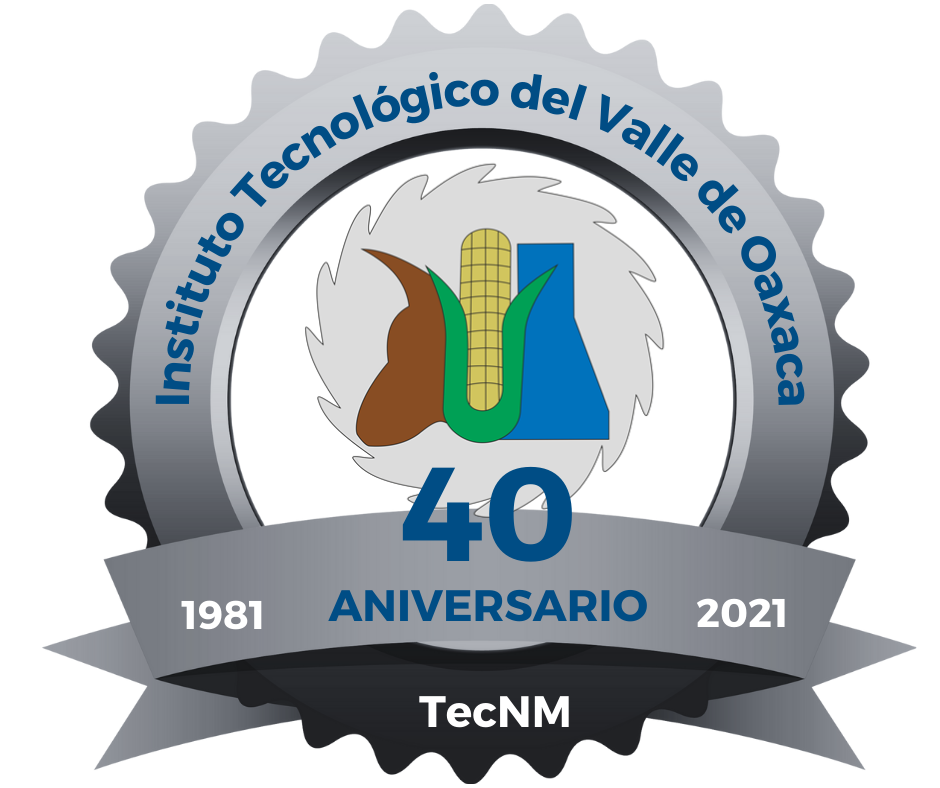 Instituto Tecnológico del Valle de Oaxaca
40
ANIVERSARIO
1981
2021
TecNM